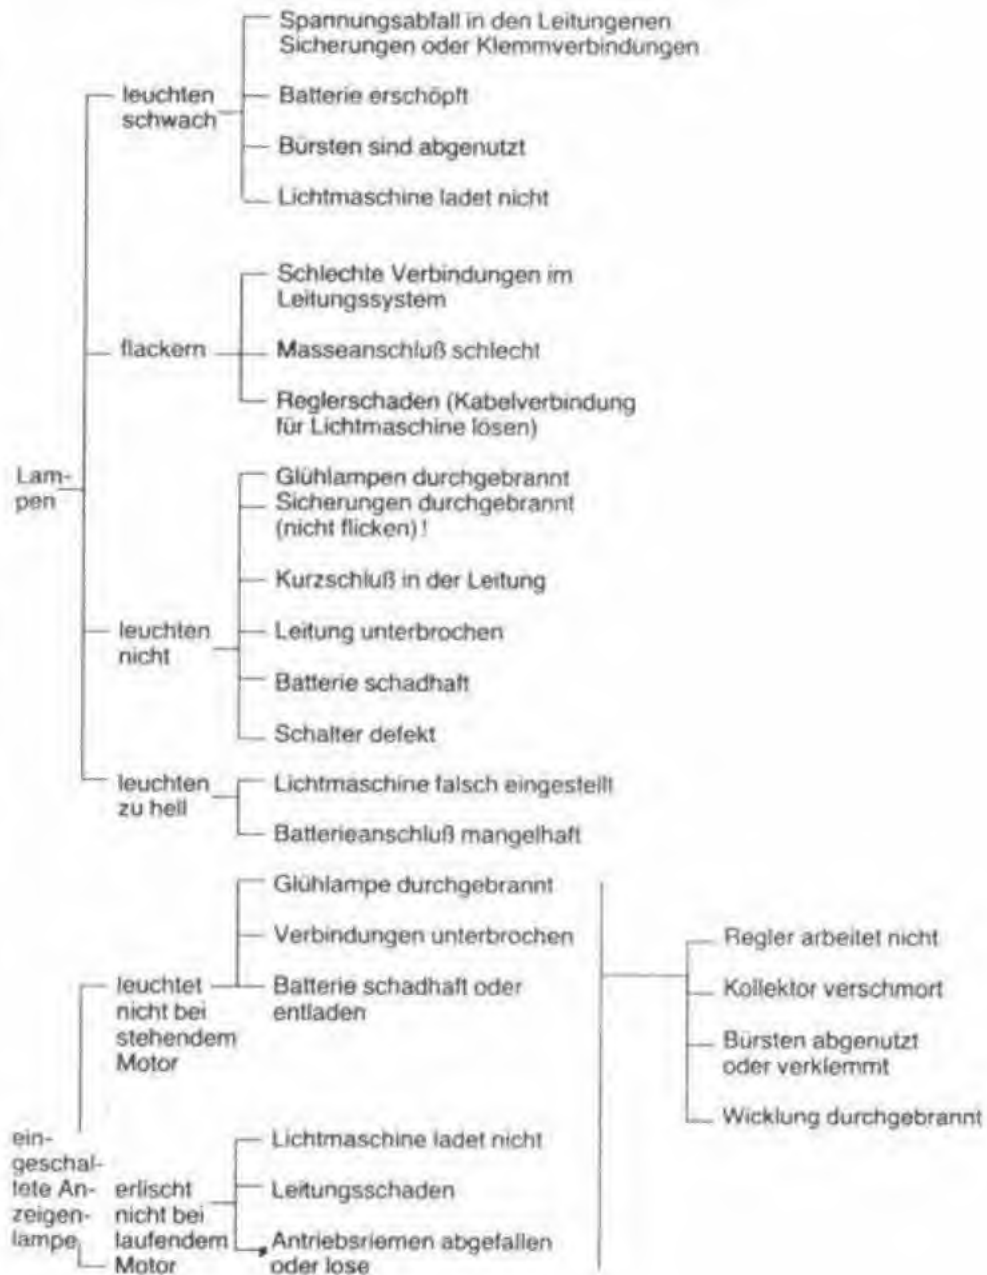 Lam-
pen
leuchten
schwach
Spannungsabfall in den Leitungenen
Sicherungen oder Klemmverbindungen
Batterie erschöpft
Bürsten sind abgenutzt
Lichtmaschine ladet nicht
flackern
Schlechte Verbindungen im
Leitungssystem
Masseanschluß schlecht
Reglerschaden (Kabelverbindung
für Lichtmaschine lösen)
leuchten
nicht
Glühlampen durchgebrannt
Sicherungen durchgebrannt
(nicht flicken)!
Kurzschluß in der Leitung
Leitung unterbrochen
Batterie schadhaft
Schalter defekt
leuchten
zu hell
Lichtmaschine falsch eingestellt
Batterieanschluß mangelhaft
ein-
geschal-
tete An-
zeigen-
lampe
leuchtet
nicht bei
stehendem
Motor
Glühlampe durchgebrannt
Verbindungen unterbrochen
Batterie schadhaft oder
entladen
erlischt
nicht bei
laufendem
Motor
Lichtmaschine ladet nicht
Leitungsschaden
Antriebsriemen abgefallen
oder lose
Regler arbeitet nicht
Kollektor verschmort
Bürsten abgenutzt
oder verklemmt
Wicklung durchgebrannt